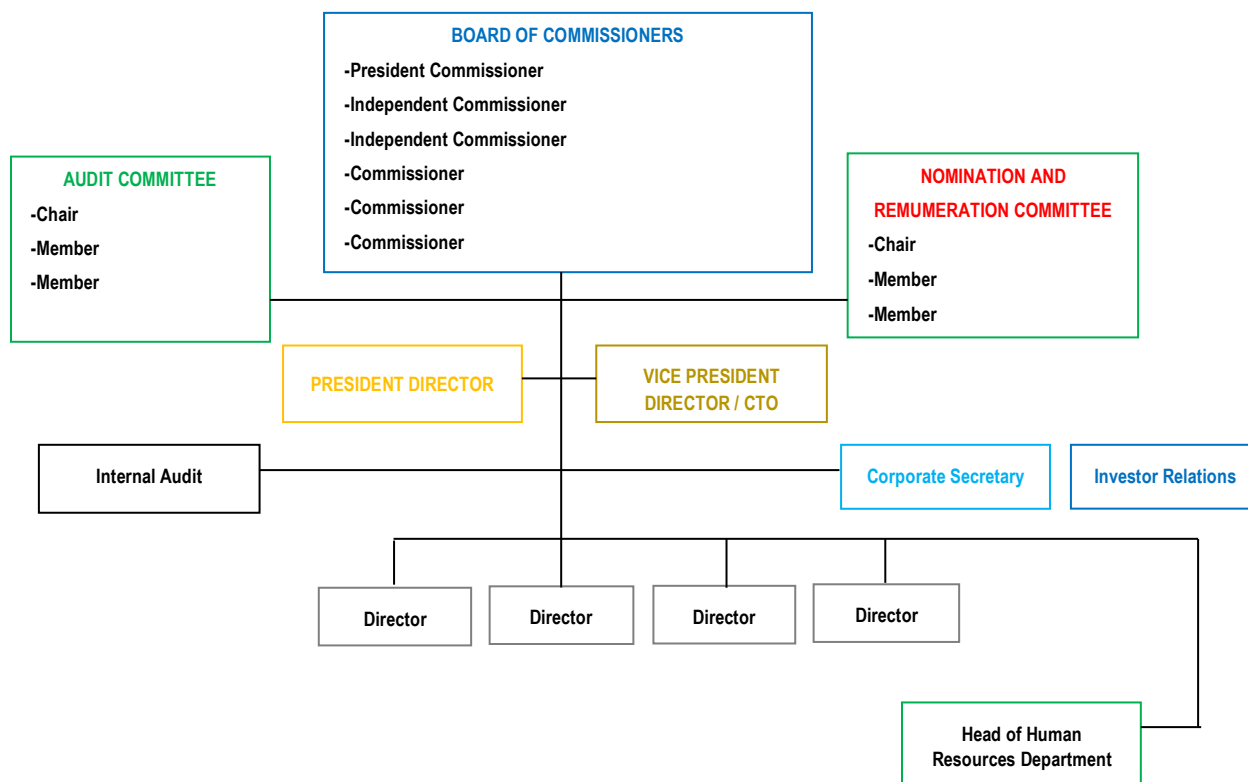 BOARD OF COMMISSIONERS
-President Commissioner
-Independent Commissioner
-Independent Commissioner
-Commissioner
-Commissioner
-Commissioner
AUDIT COMMITTEE
-Chair
-Member
-Member
NOMINATION AND
REMUMERATION COMMITTEE
-Chair
-Member
-Member
PRESIDENT DIRECTOR
VICE PRESIDENT
DIRECTOR / CTO
Internal Audit
Corporate Secretary
Investor Relations
Director
Director
Director
Director
Head of Human
Resources Department